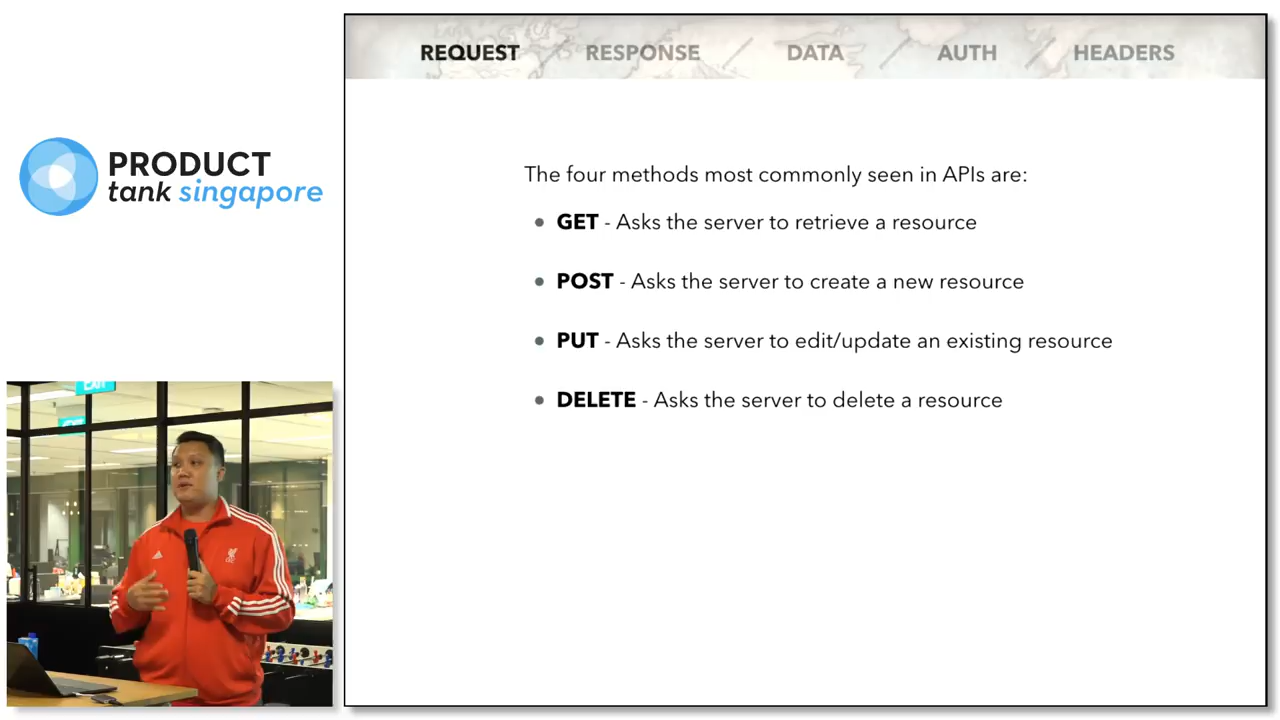 REQUEST / RESPONSE / DATA / AUTH / HEADERS
PRODUCT
tank singapore
The four methods most commonly seen in APIs are:
• GET - Asks the server to retrieve a resource
• POST - Asks the server to create a new resource
• PUT - Asks the server to edit/update an existing resource
• DELETE - Asks the server to delete a resource
EXIT
EXIT